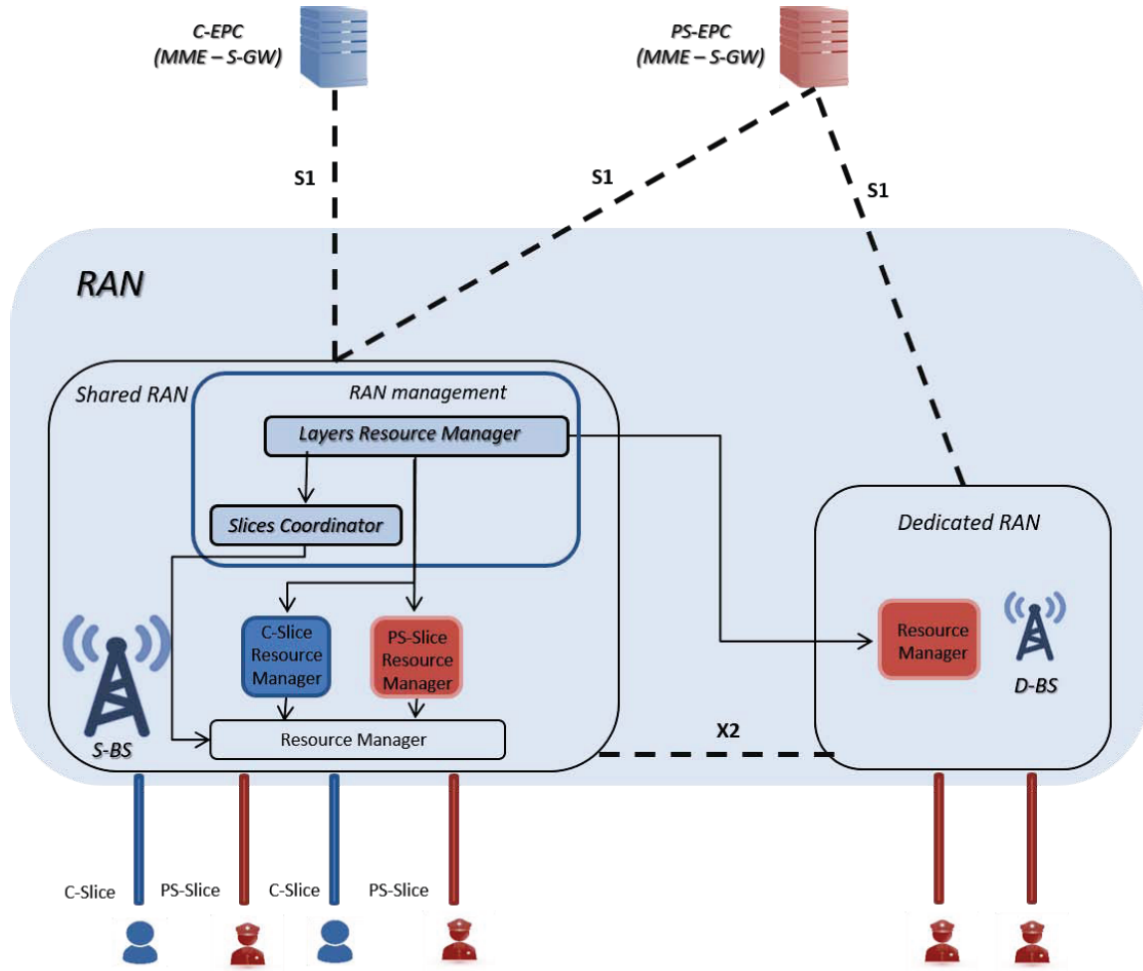 C-EPC
(MME – S-GW)
PS-EPC
(MME – S-GW)
S1
S1
S1
RAN
Shared RAN
RAN management
Layers Resource Manager
Slices Coordinator
Dedicated RAN
C-Slice
Resource
Manager
PS-Slice
Resource
Manager
Resource
Manager
D-BS
S-BS
Resource Manager
X2
C-Slice
PS-Slice
C-Slice
PS-Slice